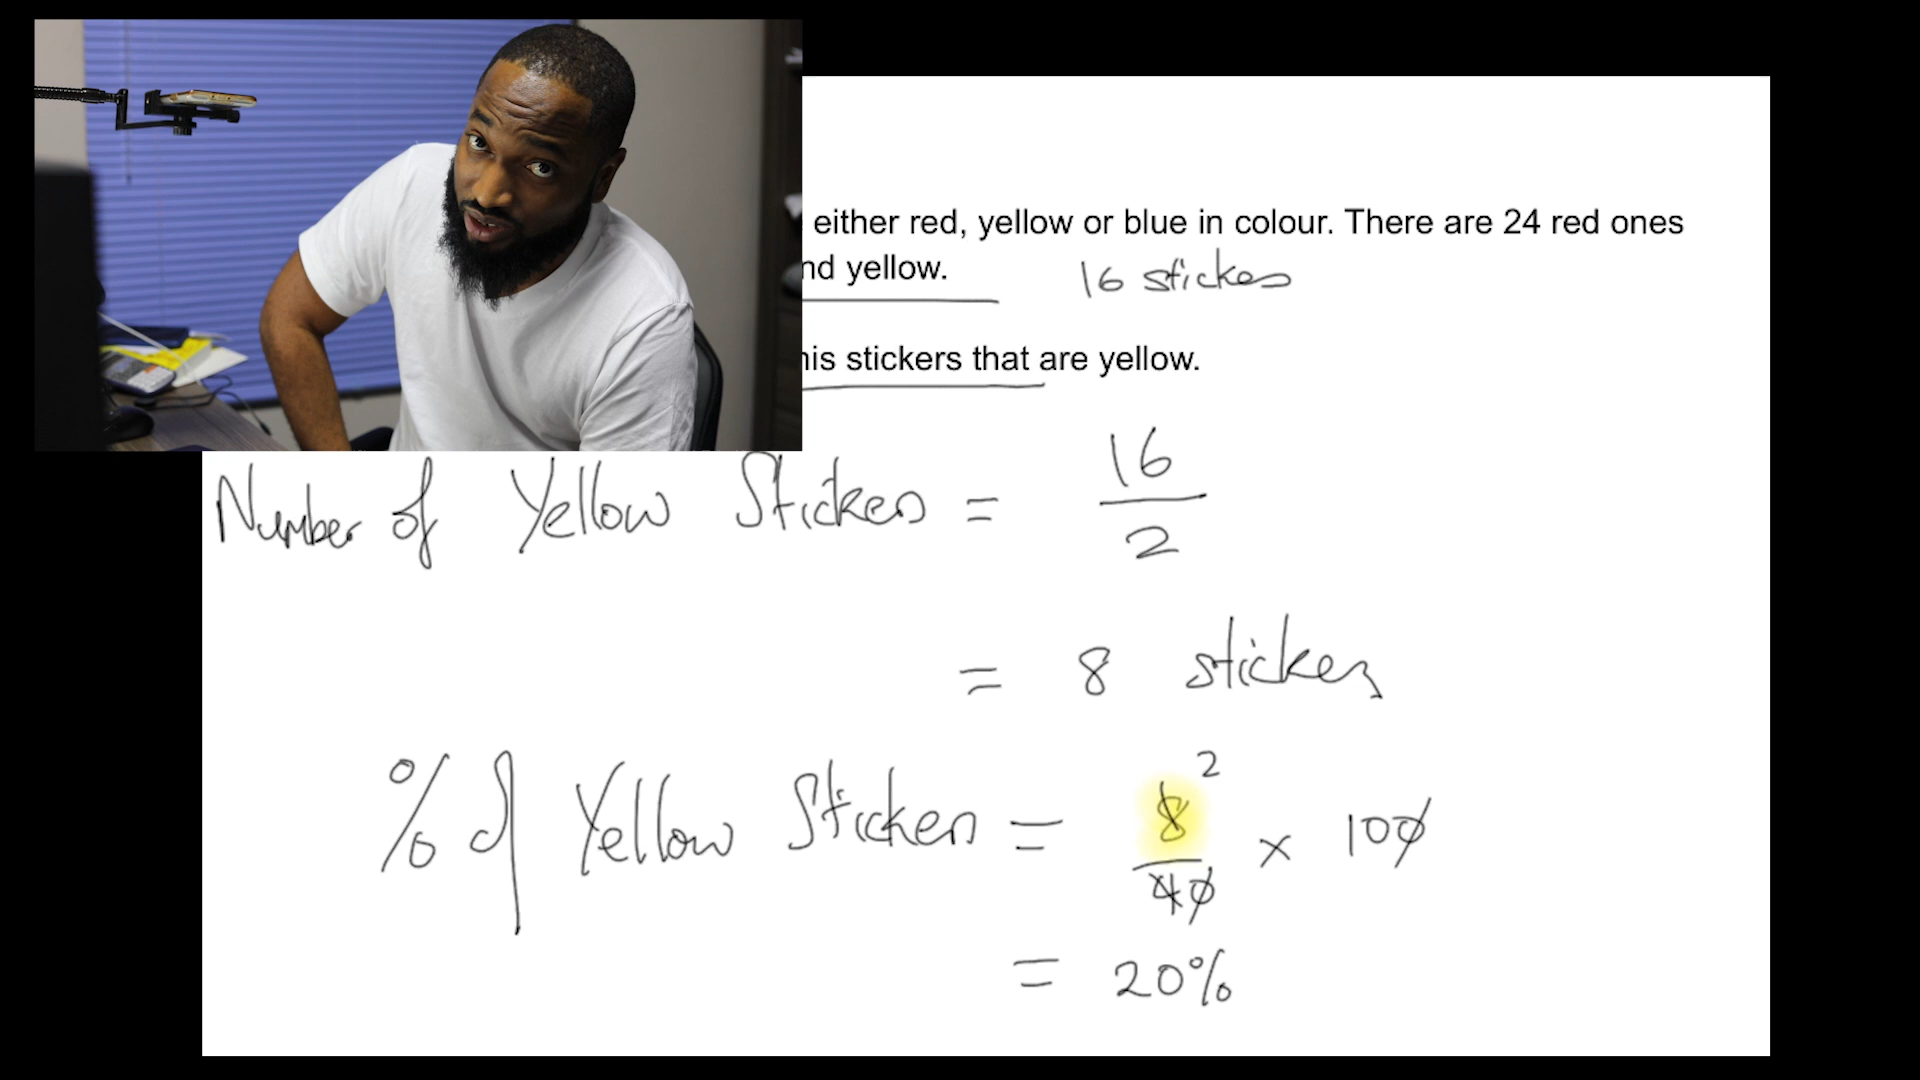 either red, yellow or blue in colour. There are 24 red ones
nd yellow.
16 stickes
his stickers that are yellow.
Number of Yellow Stickers = 16/2
= 8 stickers
% of Yellow Stickers = 8/40 × 100
2
= 20%